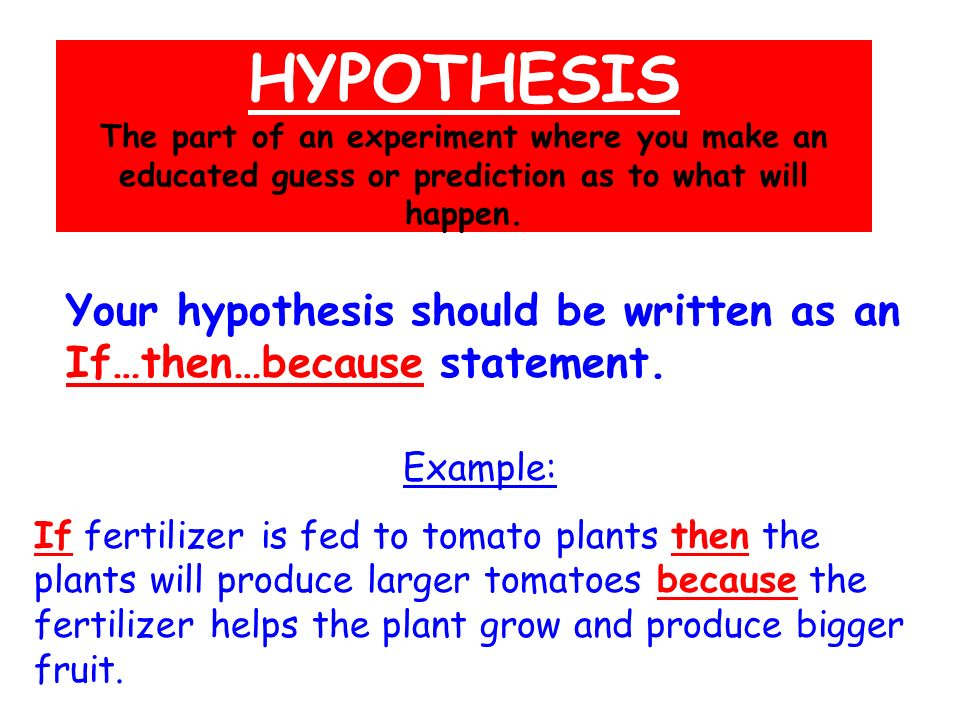 HYPOTHESIS
The part of an experiment where you make an
educated guess or prediction as to what will
happen.
Your hypothesis should be written as an
If…then…because statement.
Example:
If fertilizer is fed to tomato plants then the
plants will produce larger tomatoes because the
fertilizer helps the plant grow and produce bigger
fruit.